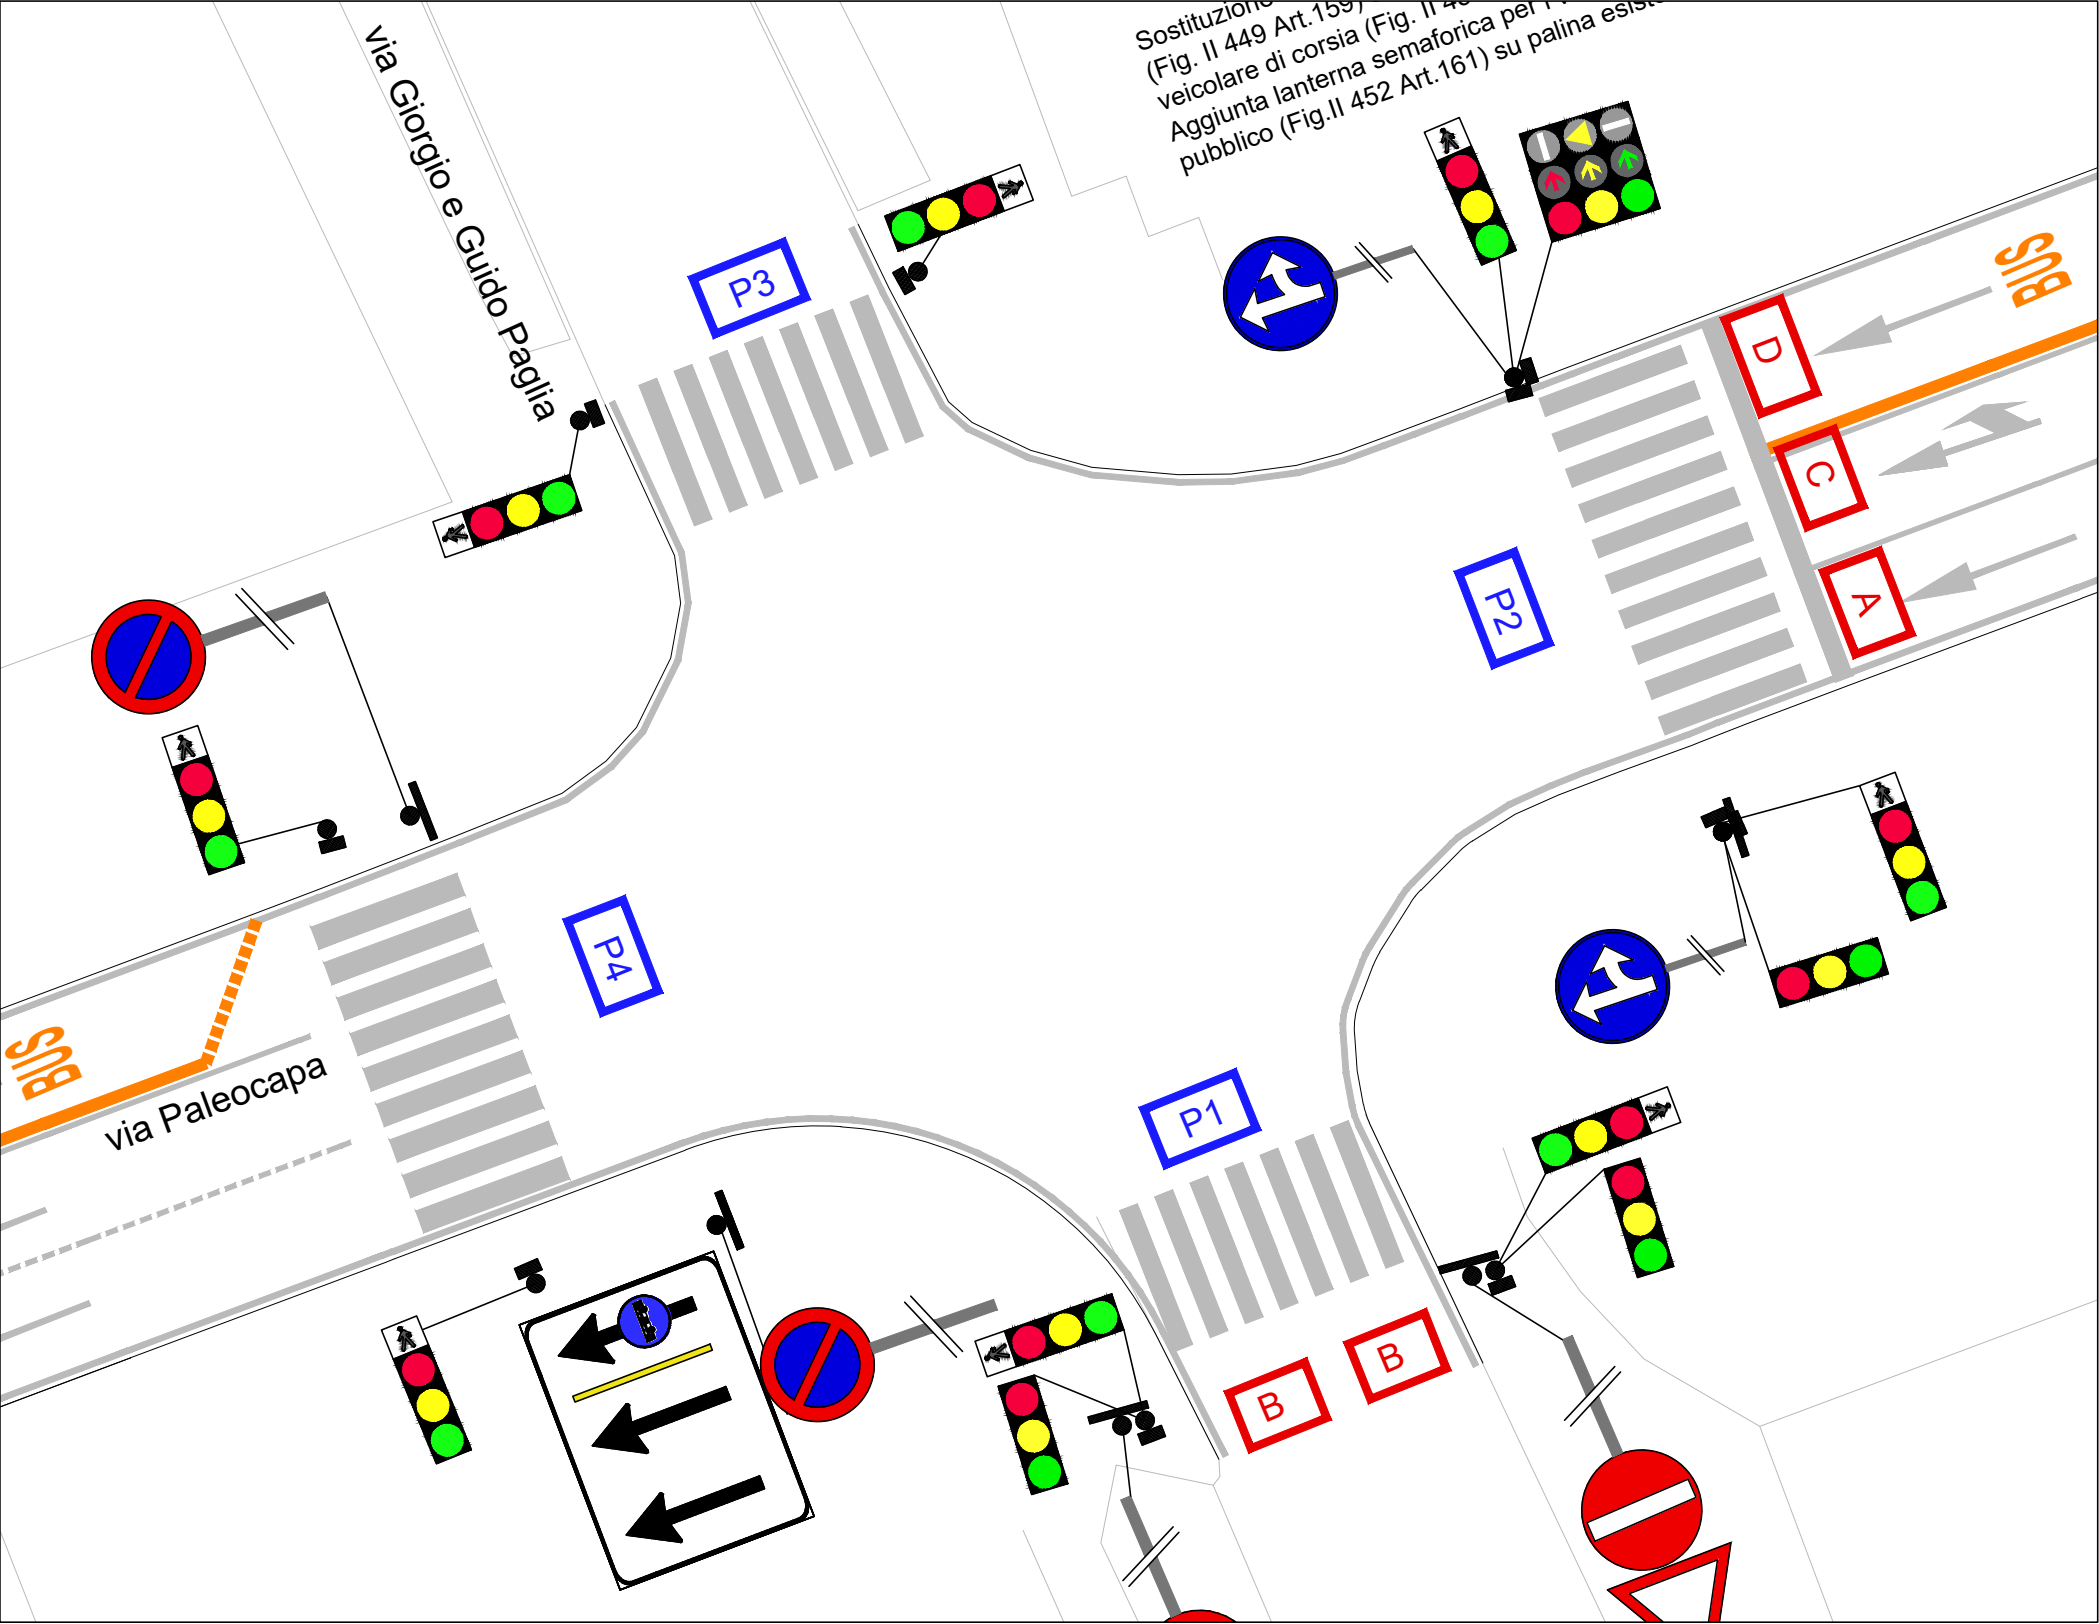 Sostituzione
(Fig. II 449 Art.159)
veicolare di corsia (Fig. II
Aggiunta lanterna semaforica per
pubblico (Fig.II 452 Art.161) su palina
via Giorgio e Guido Paglia
P3
BUS
D
C
P2
A
P4
BUS
via Paleocapa
P1
B
B